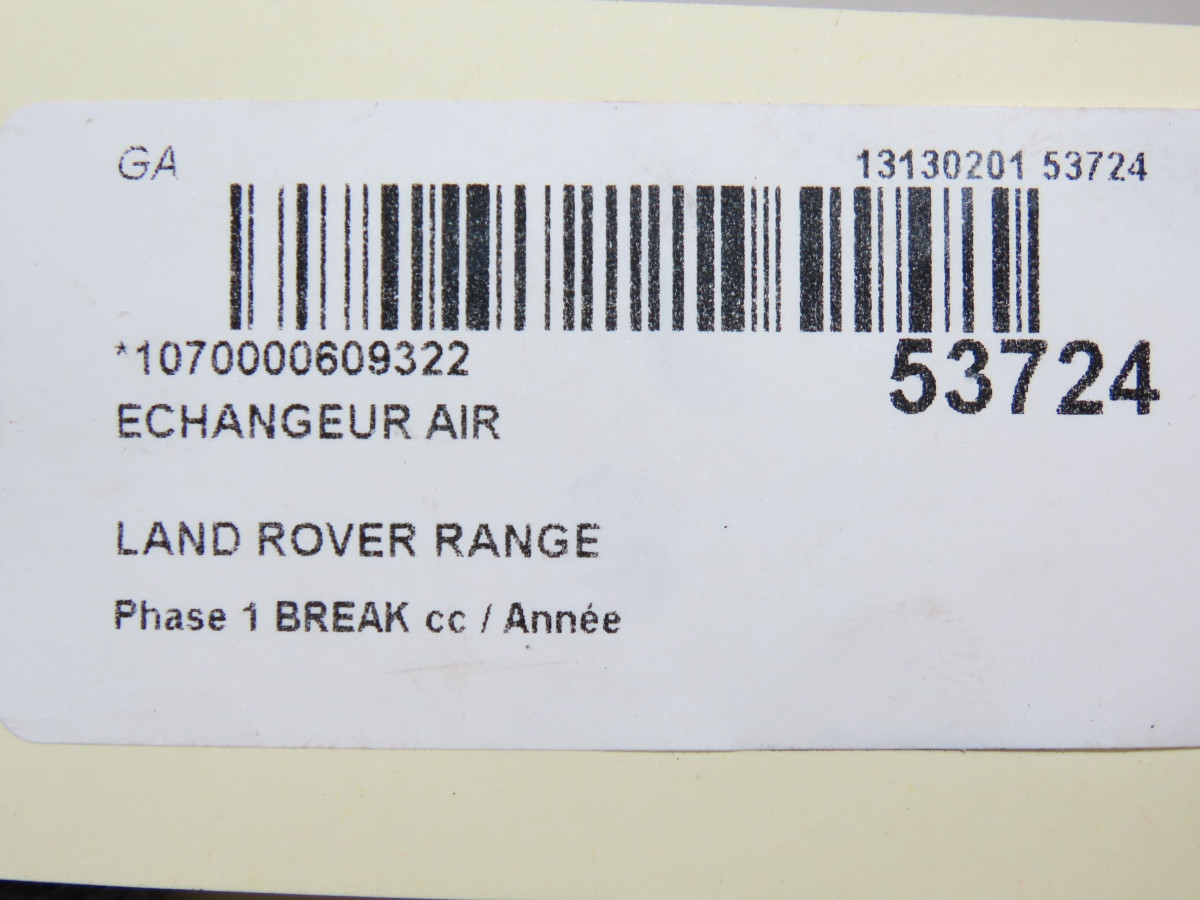 GA 13130201 53724
*1070000609322 53724
ECHANGEUR AIR
LAND ROVER RANGE
Phase 1 BREAK cc / Année